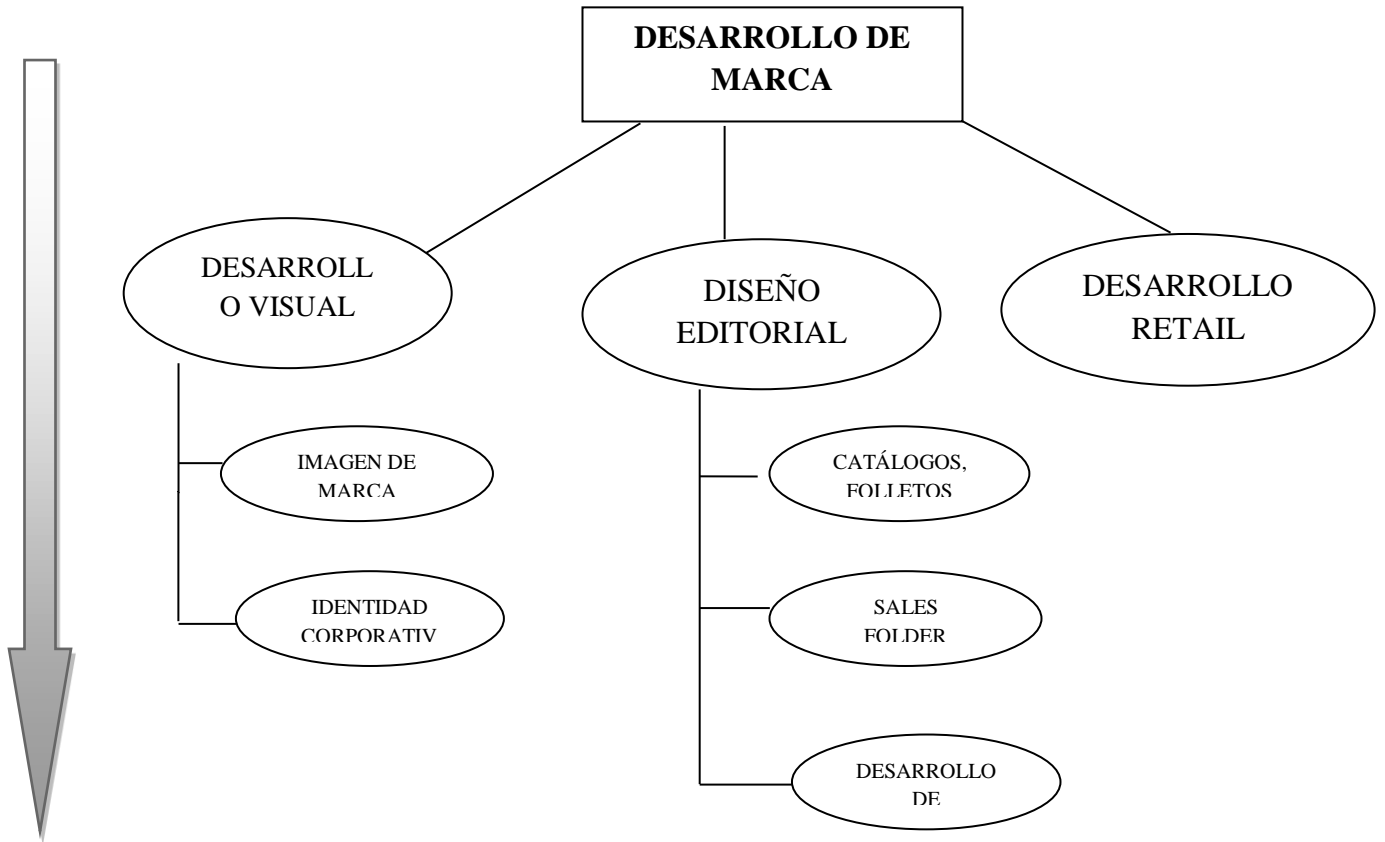 DESARROLLO DE
MARCA
DESARROLL
O VISUAL
DISEÑO
EDITORIAL
DESARROLLO
RETAIL
IMAGEN DE
MARCA
IDENTIDAD
CORPORATIV
CATÁLOGOS,
FOLLETOS
SALES
FOLDER
DESARROLLO
DE